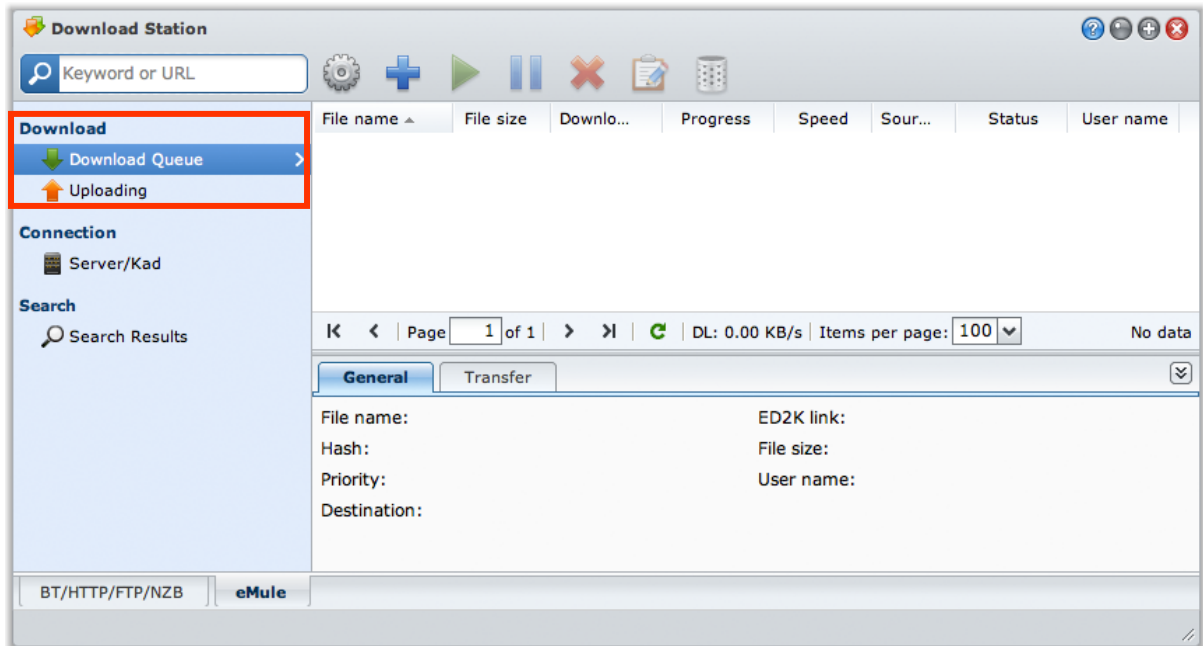 Download Station
Keyword or URL
Download
Download Queue
Uploading
Connection
Server/Kad
Search
Search Results
File name File size Downlo... Progress Speed Sour... Status User name
Page 1 of 1 DL: 0.00 KB/s Items per page: 100 No data
General Transfer
File name: ED2K link:
Hash: File size:
Priority: User name:
Destination:
BT/HTTP/FTP/NZB eMule